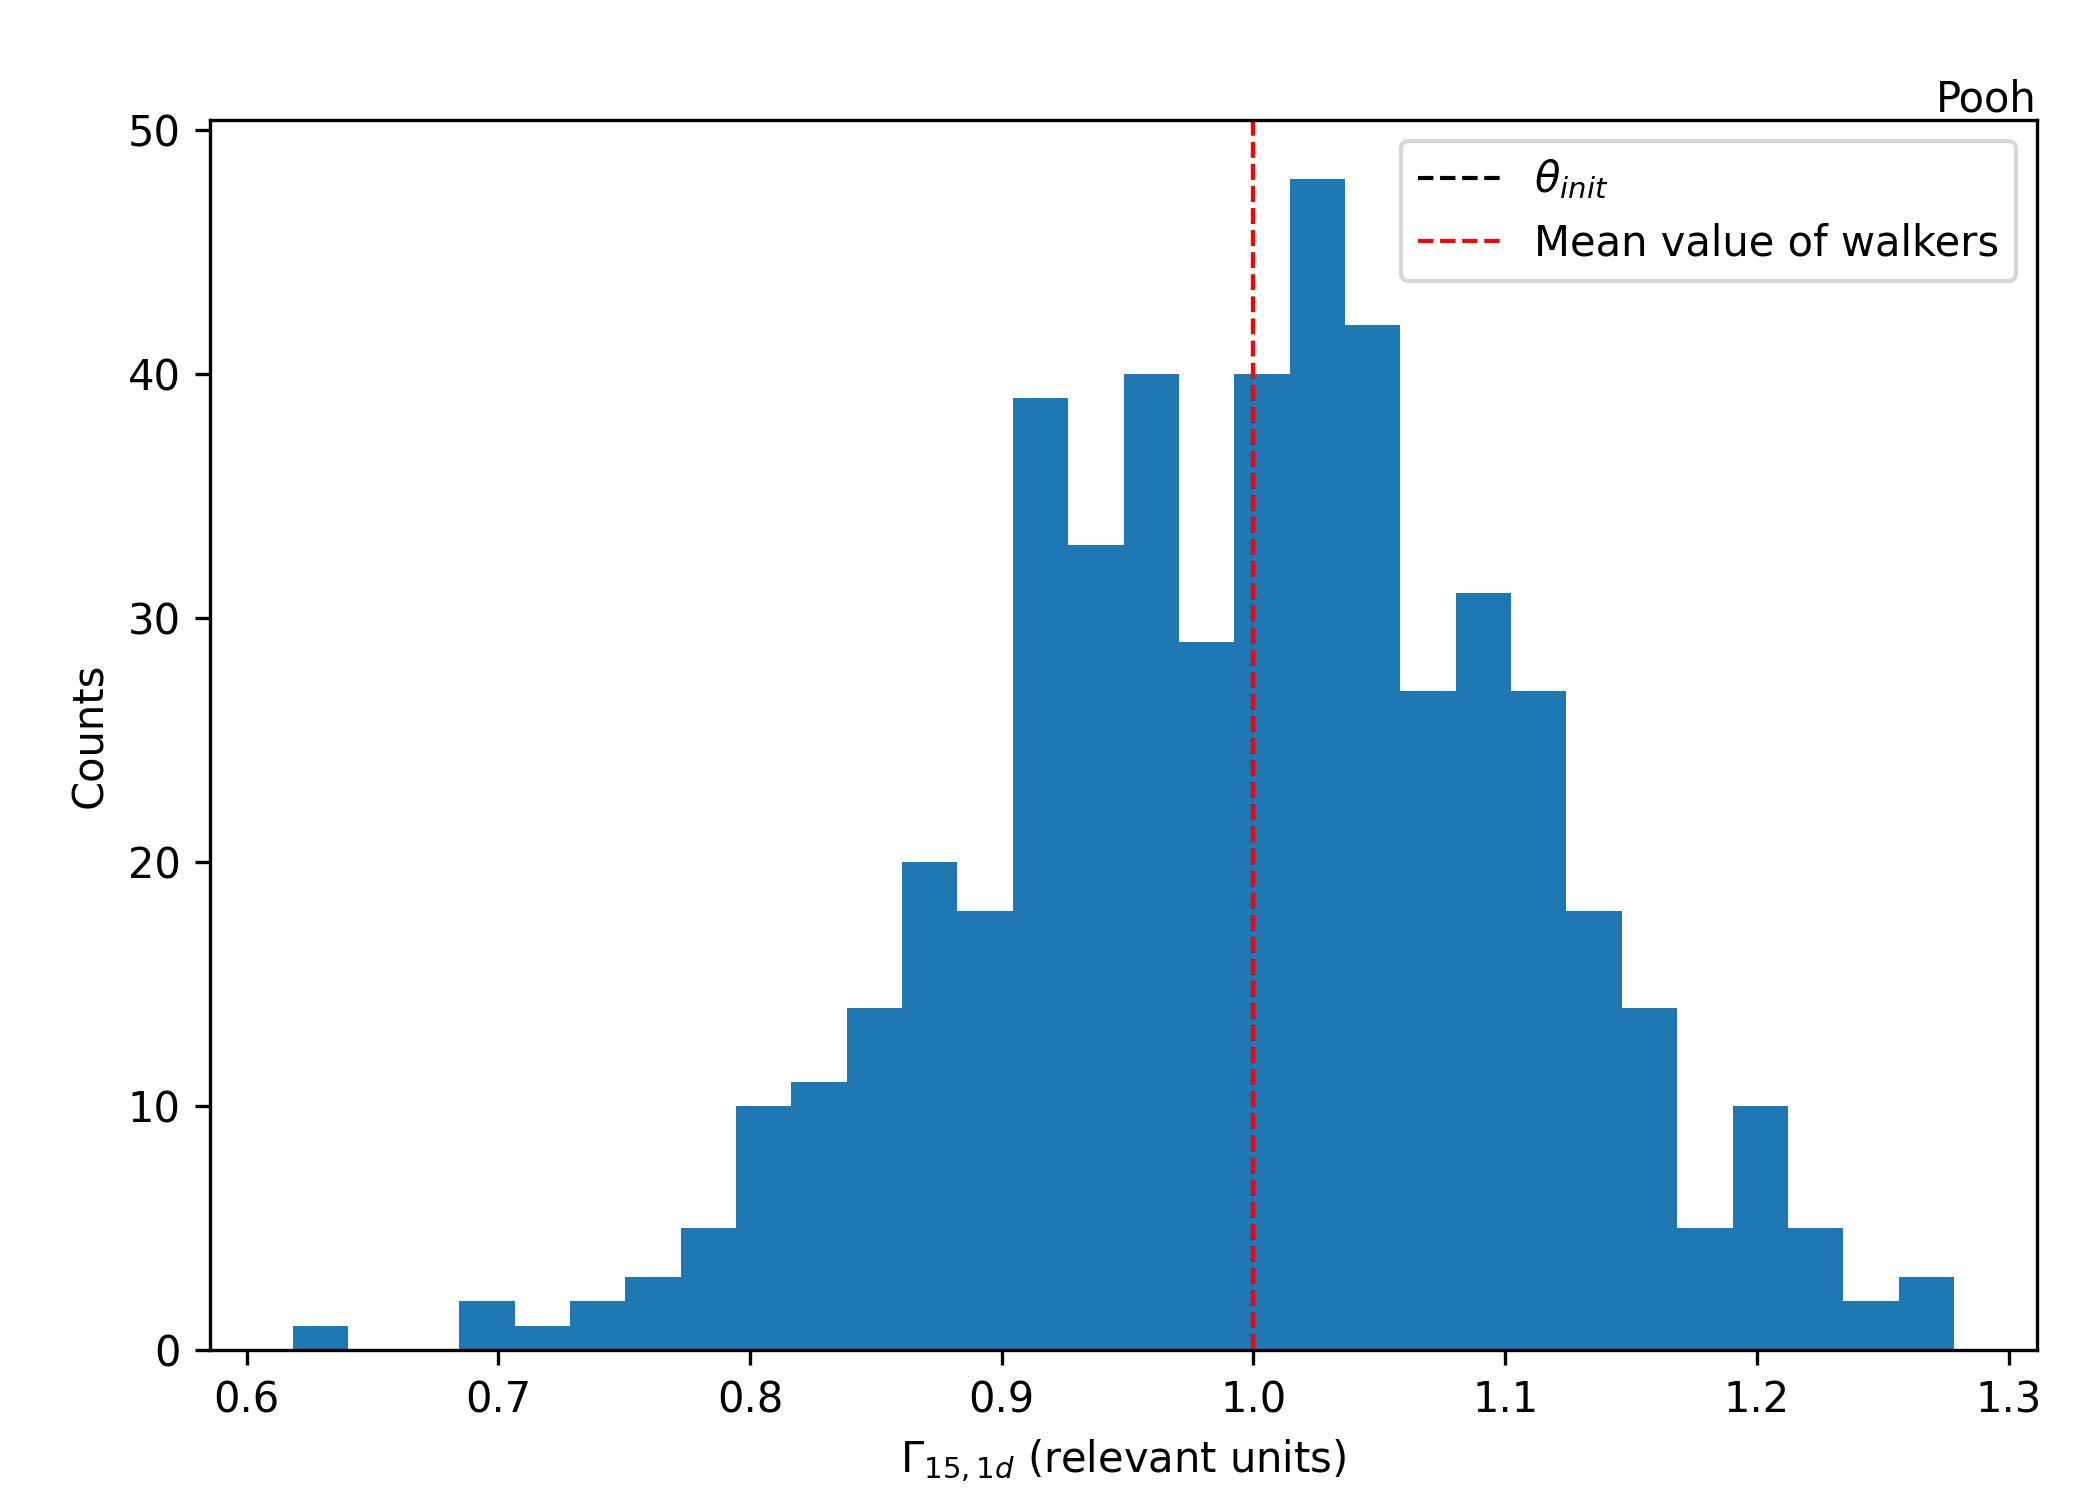 Pooh
50
40
30
20
10
0
Counts
θinit
Mean value of walkers
0.6 0.7 0.8 0.9 1.0 1.1 1.2 1.3
Γ15,1d (relevant units)